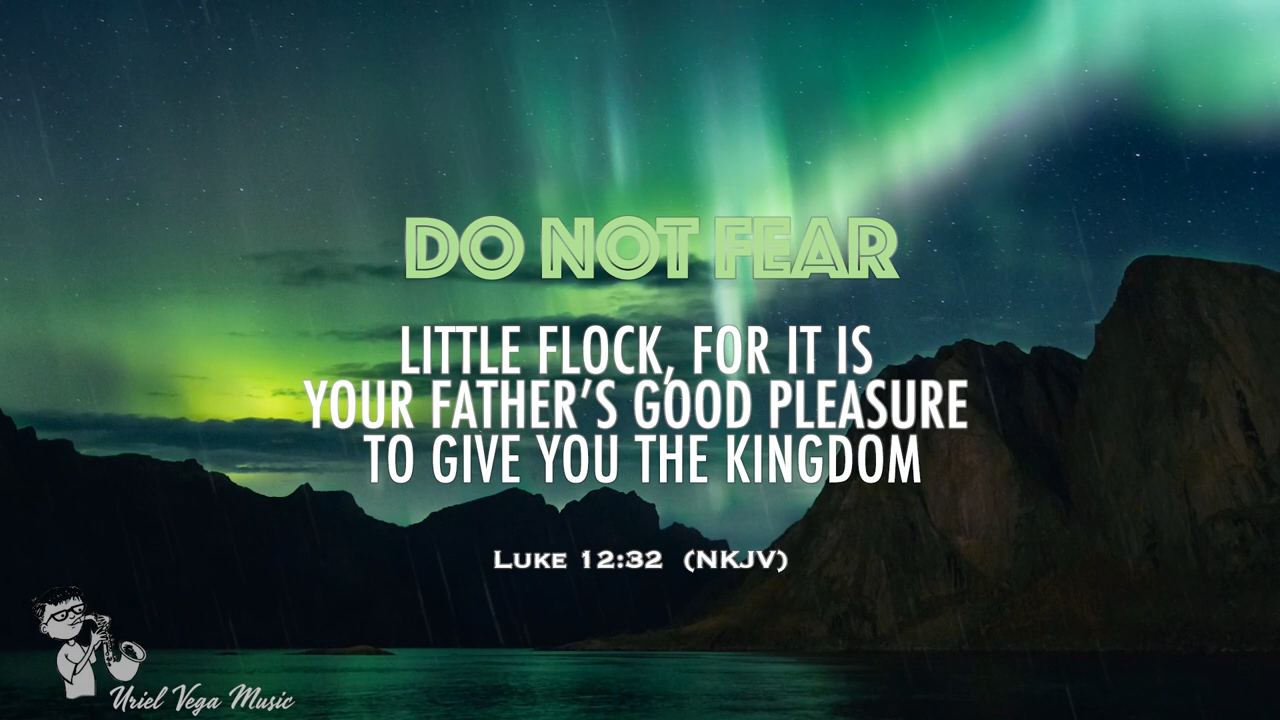 DO NOT FEAR
LITTLE FLOCK, FOR IT IS
YOUR FATHER'S GOOD PLEASURE
TO GIVE YOU THE KINGDOM
Luke 12:32 (NKJV)
Uriel Vega Music